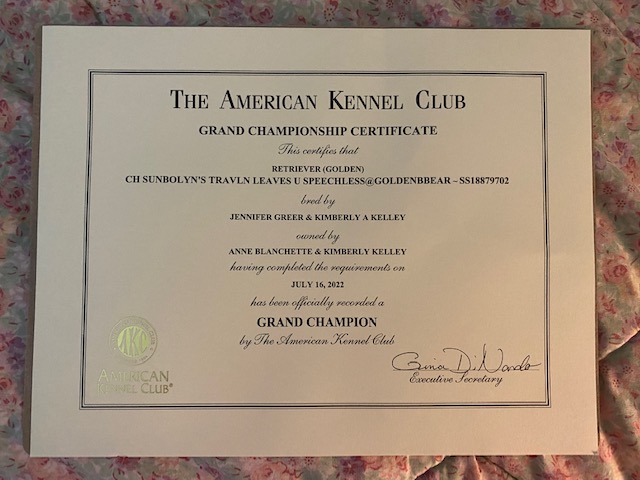 THE AMERICAN KENNEL CLUB
GRAND CHAMPIONSHIP CERTIFICATE
This certifies that
RETRIEVER (GOLDEN)
CH SUNBOLYN'S TRAVLN LEAVES U SPEECHLESS@GOLDENBBEAR – SS18879702
bred by
JENNIFER GREER & KIMBERLY A KELLEY
owned by
ANNE BLANCHETTE & KIMBERLY KELLEY
having completed the requirements on
JULY 16, 2022
has been officially recorded a
GRAND CHAMPION
by The American Kennel Club
AKC
AMERICAN
KENNEL CLUB®
Gina DiNardo
Executive Secretary